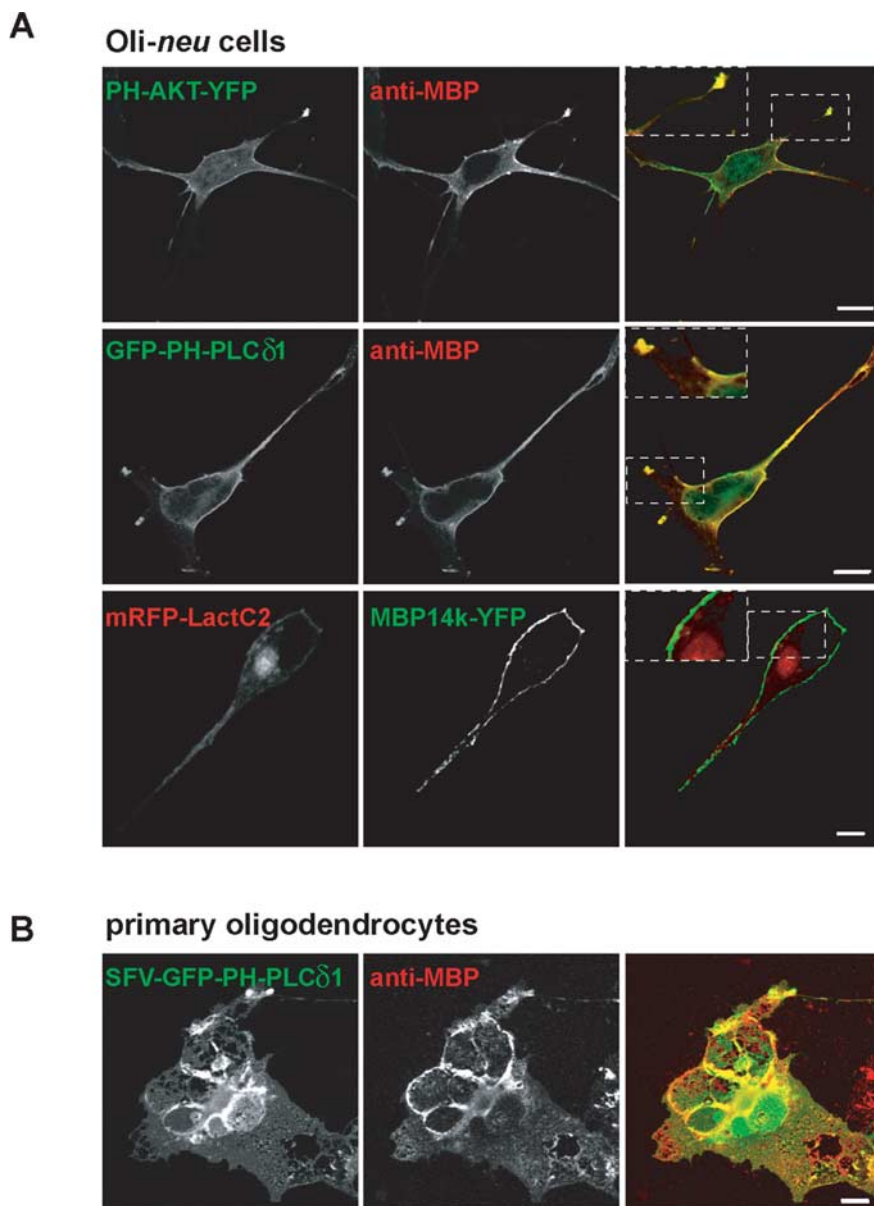 A
Oli-neu cells
PH-AKT-YFP
anti-MBP
GFP-PH-PLCδ1
anti-MBP
mRFP-LactC2
MBP14k-YFP
B
primary oligodendrocytes
SFV-GFP-PH-PLCδ1
anti-MBP